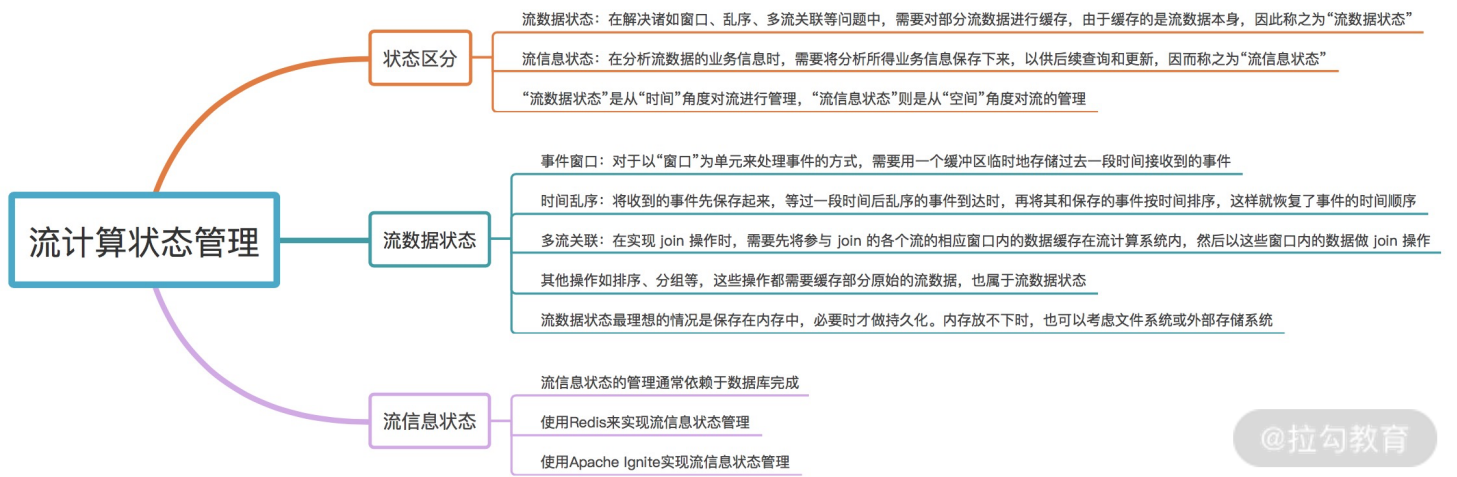 流计算状态管理
状态区分
流数据状态：在解决诸如窗口、乱序、多流关联等问题中，需要对部分流数据进行缓存，由于缓存的是流数据本身，因此称之为“流数据状态”
流信息状态：在分析流数据的业务信息时，需要将分析所得业务信息保存下来，以供后续查询和更新，因而称之为“流信息状态”
“流数据状态”是从“时间”角度对流进行管理，“流信息状态”则是从“空间”角度对流的管理
流数据状态
事件窗口：对于以“窗口”为单元来处理事件的方式，需要用一个缓冲区临时地存储过去一段时间接收到的事件
时间乱序：将收到的事件先保存起来，等过一段时间后乱序的事件到达时，再将其和保存的事件按时间排序，这样就恢复了事件的时间顺序
多流关联：在实现 join 操作时，需要先将参与 join 的各个流的相应窗口内的数据缓存在流计算系统内，然后以这些窗口内的数据做 join 操作
其他操作如排序、分组等，这些操作都需要缓存部分原始的流数据，也属于流数据状态
流数据状态最理想的情况是保存在内存中，必要时才做持久化。内存放不下时，也可以考虑文件系统或外部存储系统
流信息状态
流信息状态的管理通常依赖于数据库完成
使用Redis来实现流信息状态管理
使用Apache Ignite实现流信息状态管理
@拉勾教育